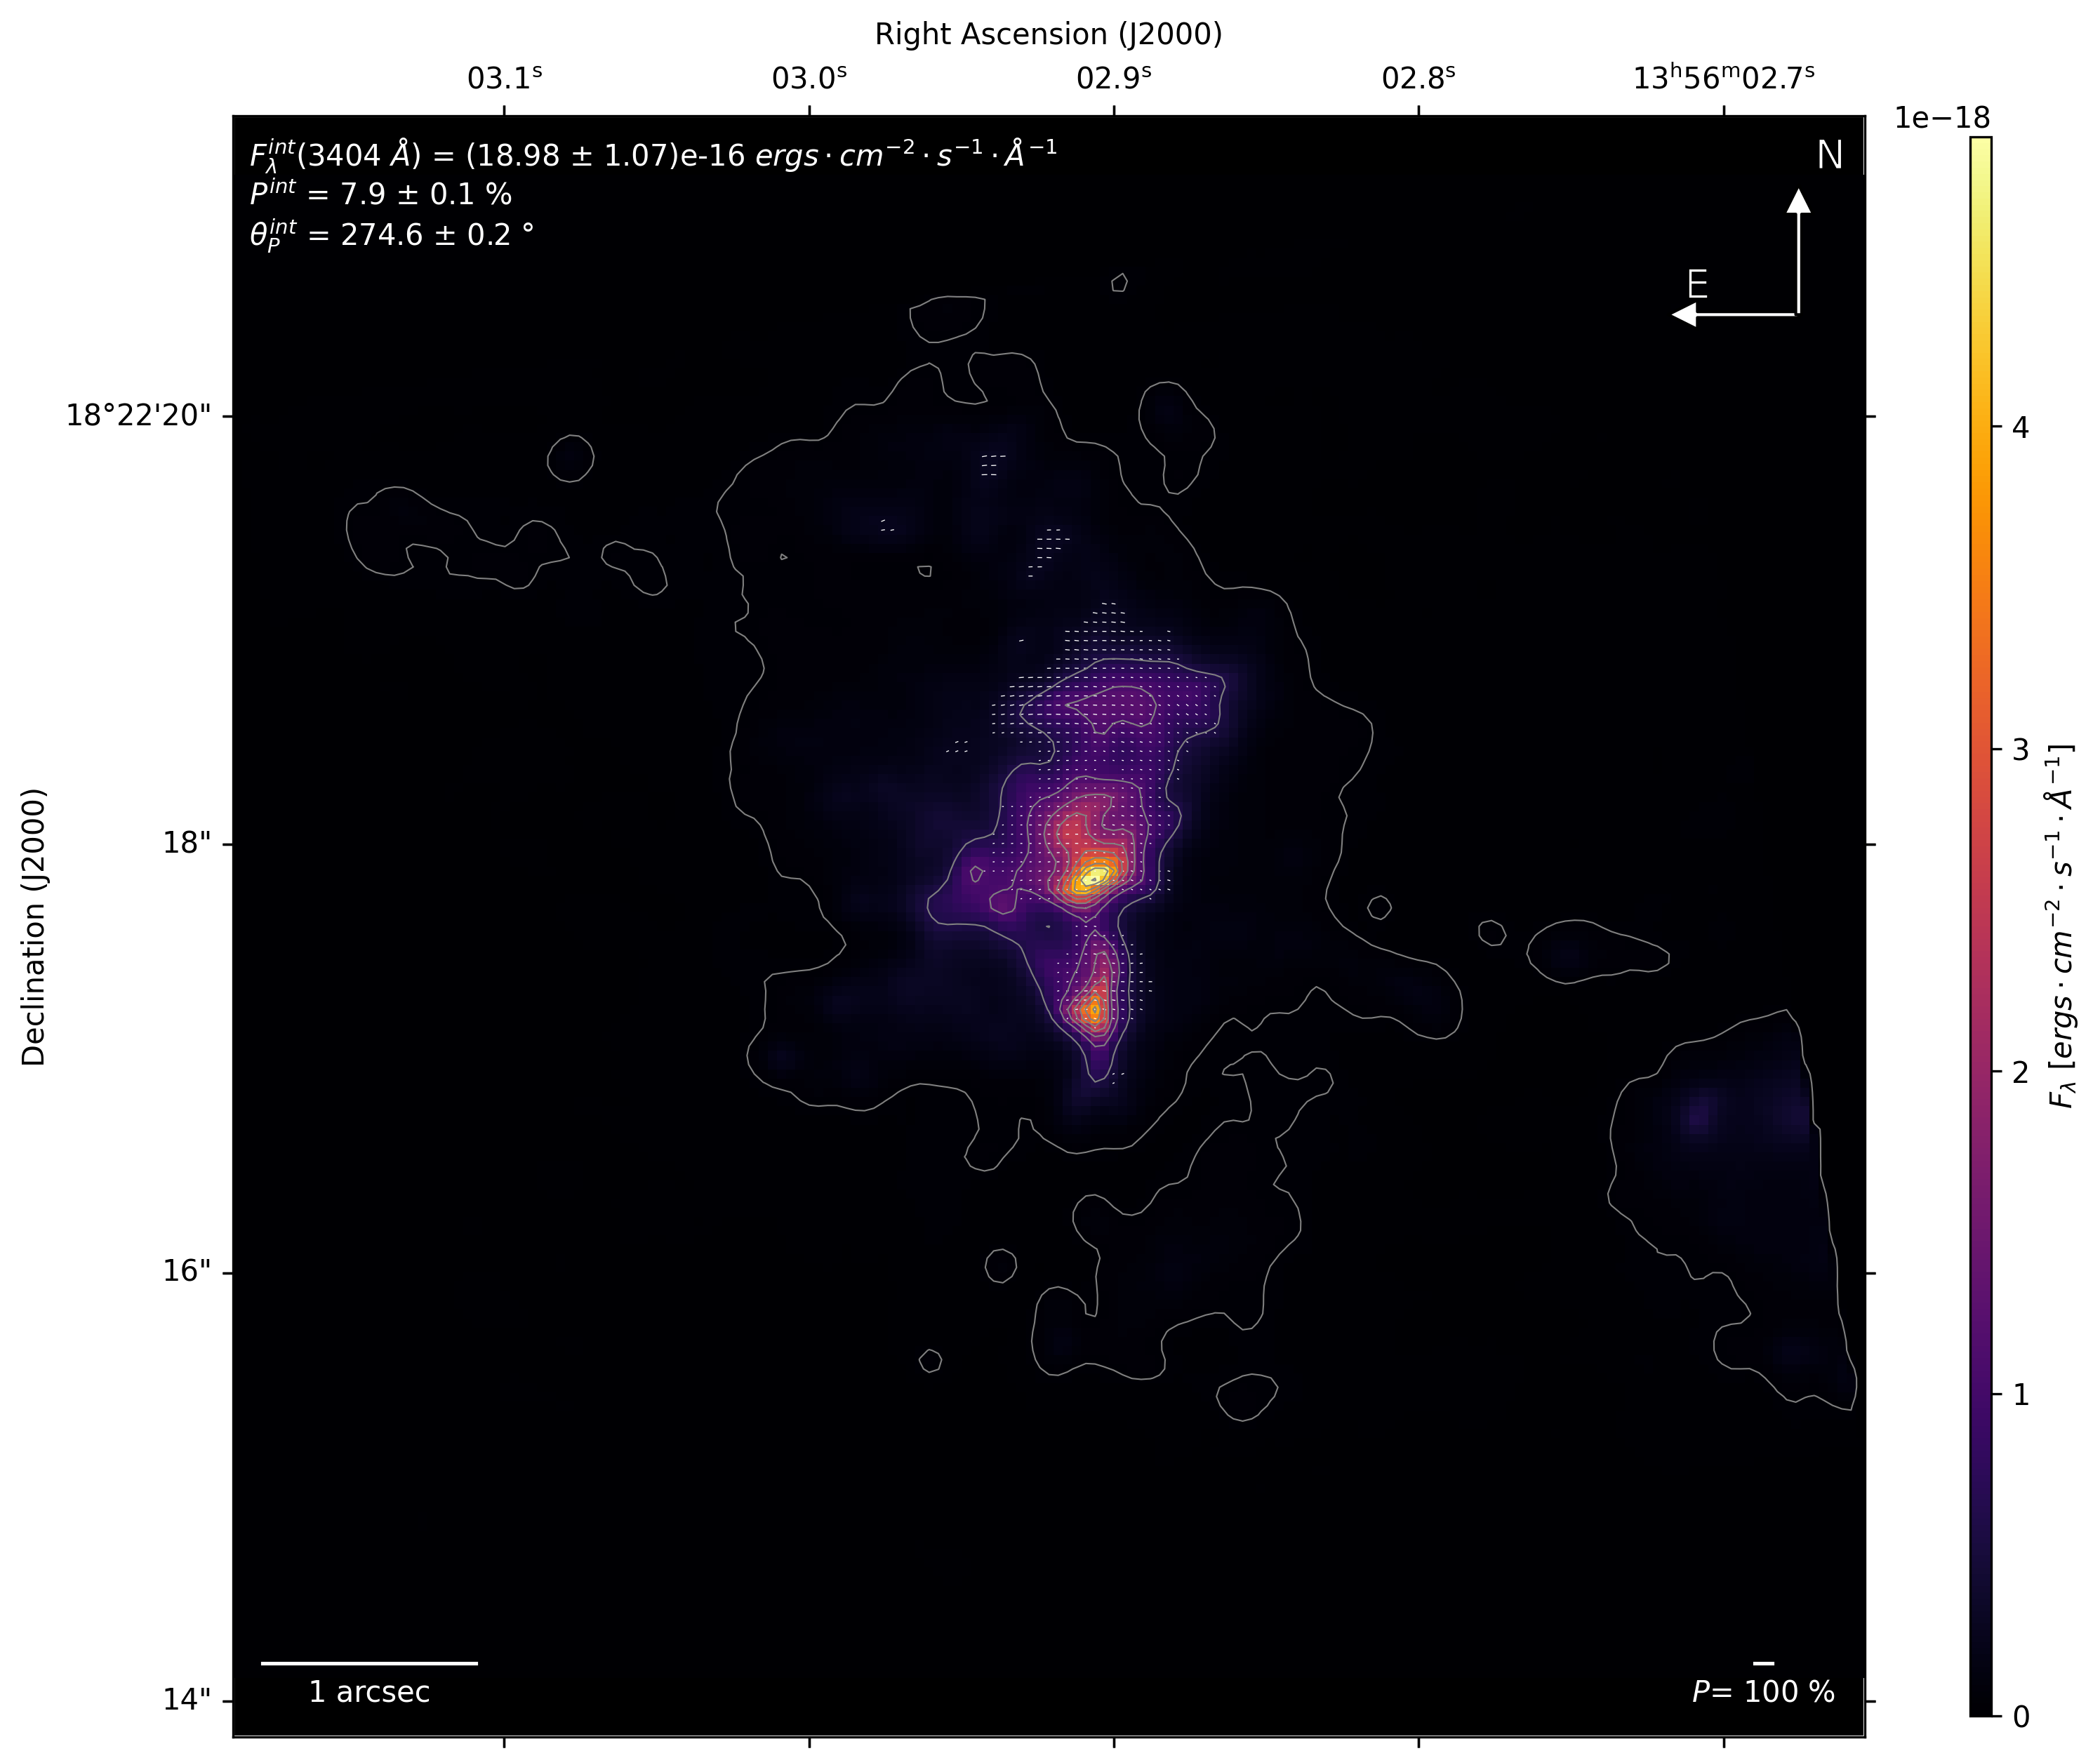 Right Ascension (J2000)
03.1ˢ 03.0ˢ 02.9ˢ 02.8ˢ 13ʰ56ᵐ02.7ˢ
1e−18
F_λ^int(3404 Å) = (18.98 ± 1.07)e-16 ergs · cm⁻² · s⁻¹ · Å⁻¹
P^int = 7.9 ± 0.1 %
θ_P^int = 274.6 ± 0.2 °
N
E
18°22'20"
18"
16"
14"
Declination (J2000)
4
3
2
1
0
F_λ [ergs · cm⁻² · s⁻¹ · Å⁻¹]
1 arcsec
P= 100 %